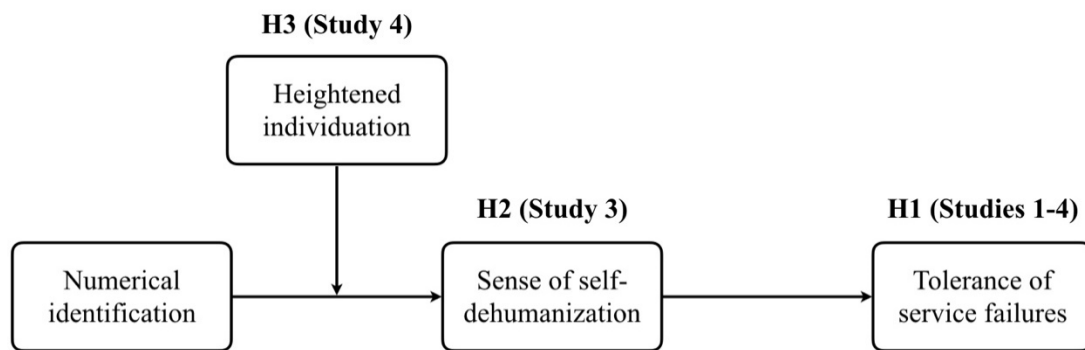 H3 (Study 4)
Heightened
individuation
H2 (Study 3)
H1 (Studies 1-4)
Numerical
identification
Sense of self-
dehumanization
Tolerance of
service failures